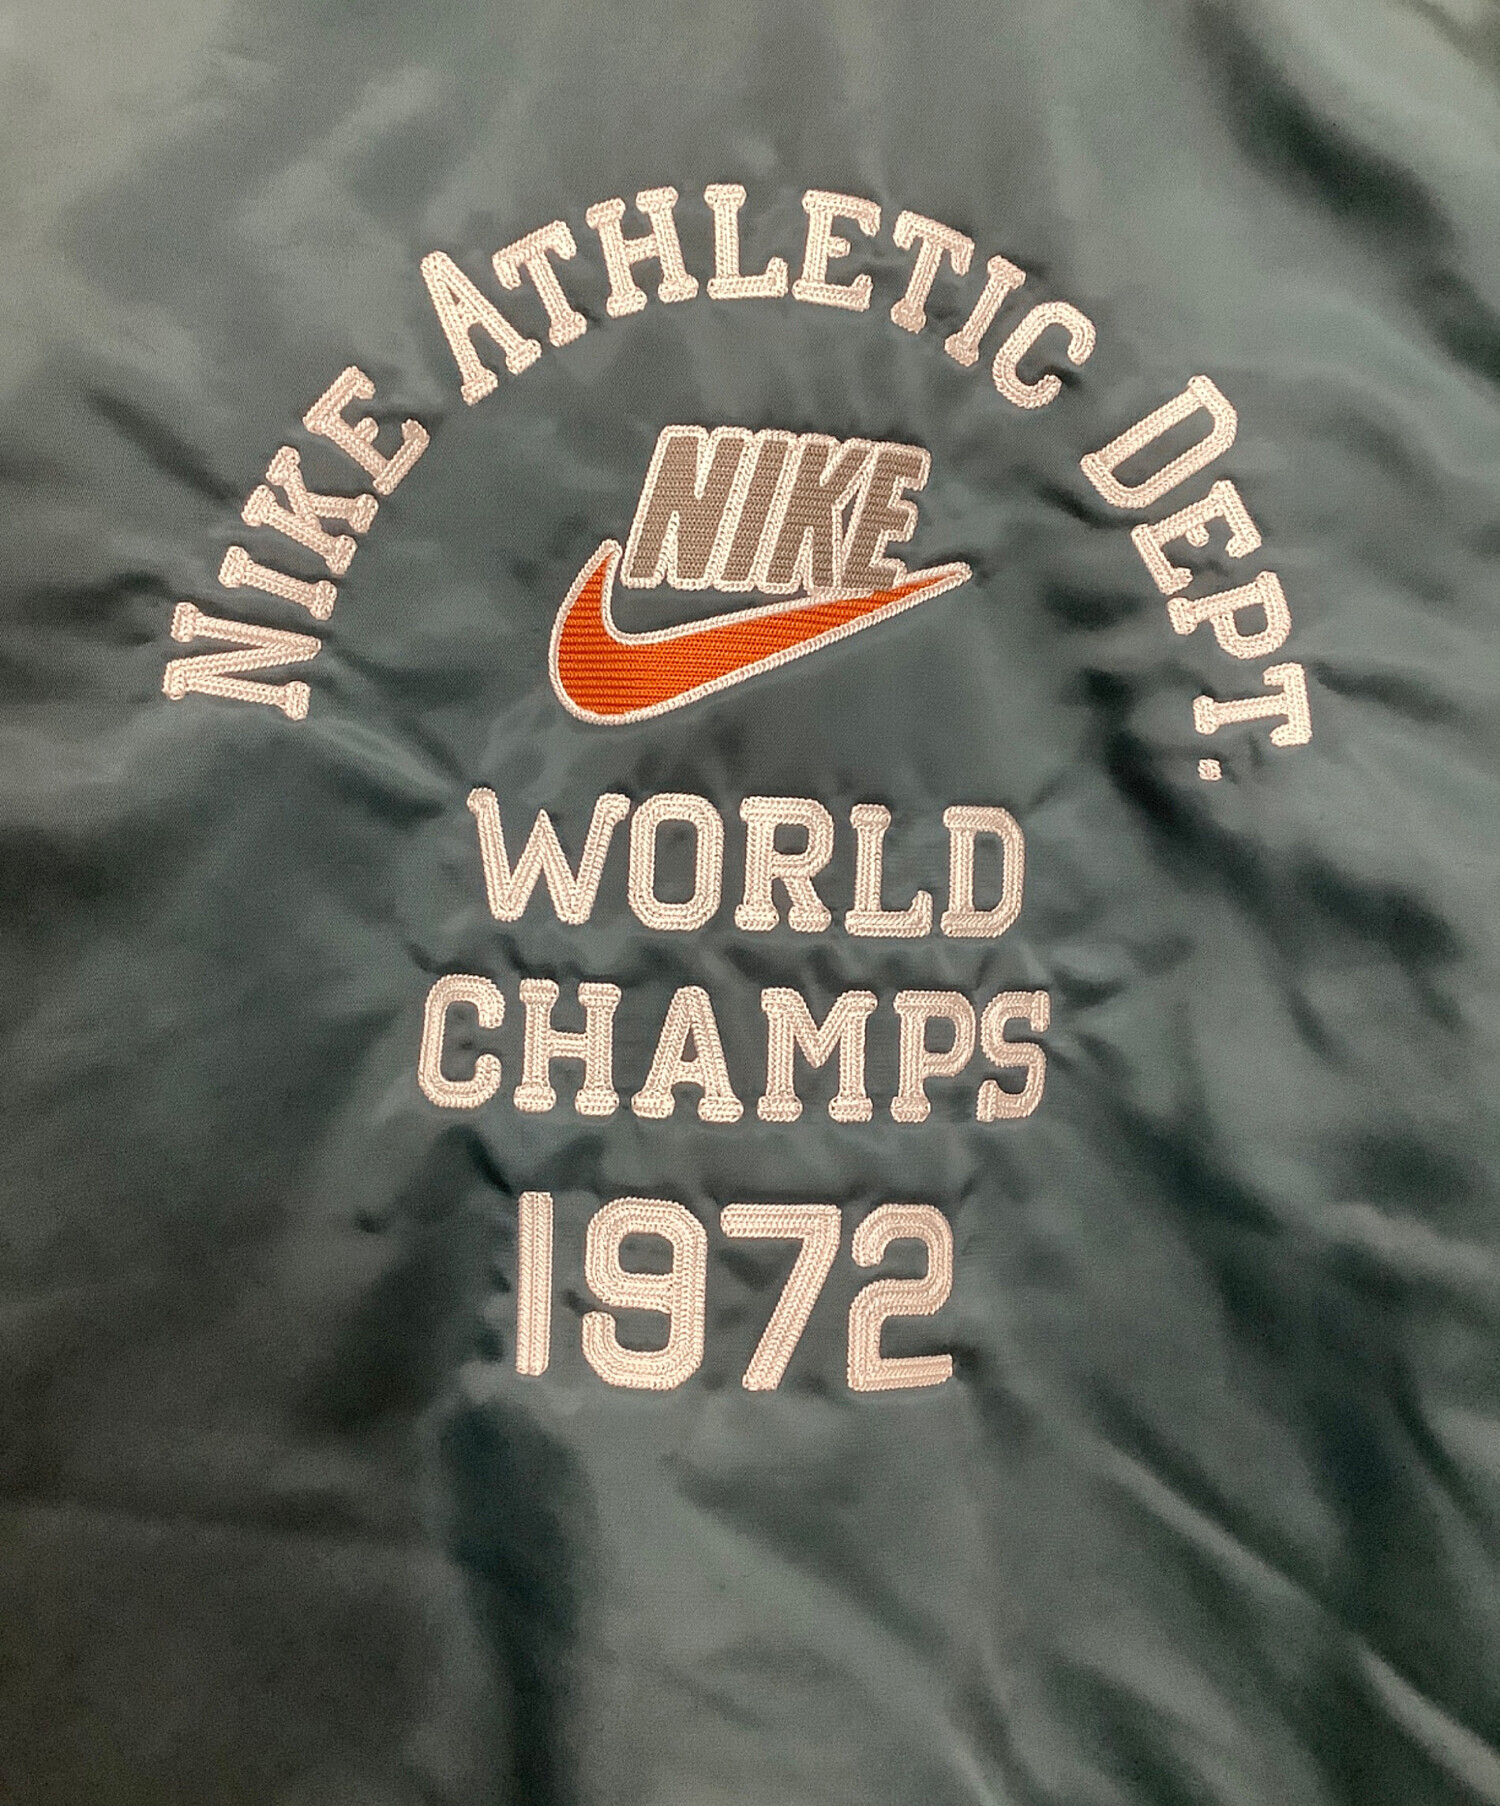 NIKE ATHLETIC DEPT.
NIKE
WORLD
CHAMPS
1972